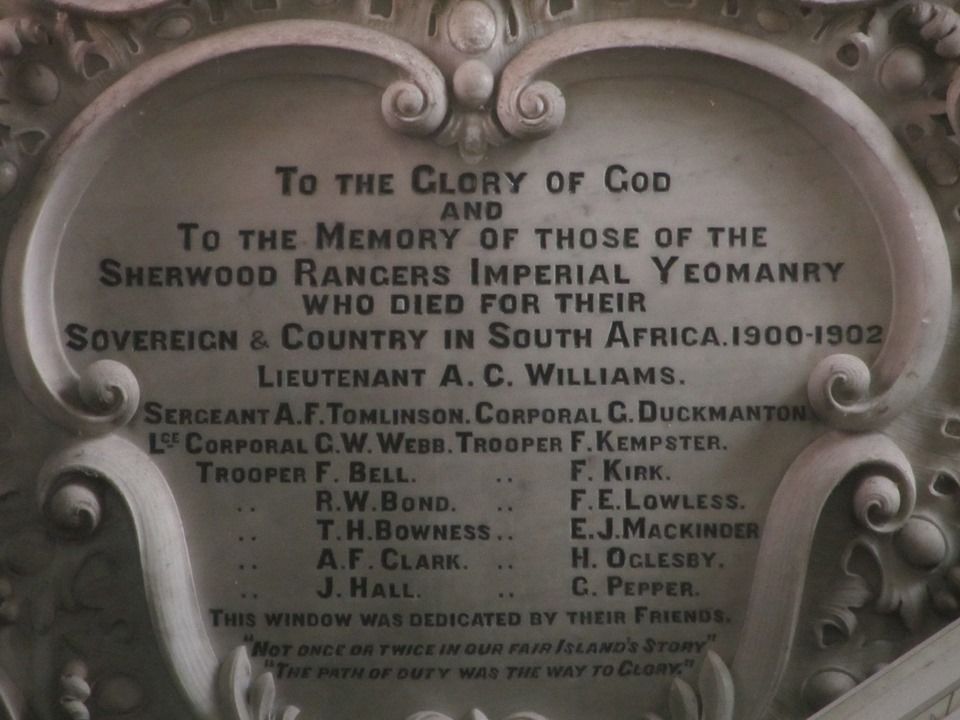 To the Glory of God
and
To the Memory of those of the
Sherwood Rangers Imperial Yeomanry
who died for their
Sovereign & Country in South Africa.1900-1902
Lieutenant A.C. Williams.
Sergeant A.F.Tomlinson. Corporal G.Duckmanton.
Lce Corporal G.W.Webb. Trooper F.Kempster.
Trooper F. Bell. .. F. Kirk.
.. R.W.Bond. .. F.E.Lowless.
.. T.H.Bowness .. E.J.Mackinder
.. A.F.Clark. .. H. Oglesby.
.. J. Hall. .. G. Pepper.
This window was dedicated by their Friends.
"Not once or twice in our fair Island's Story"
"The path of duty was the way to Glory."